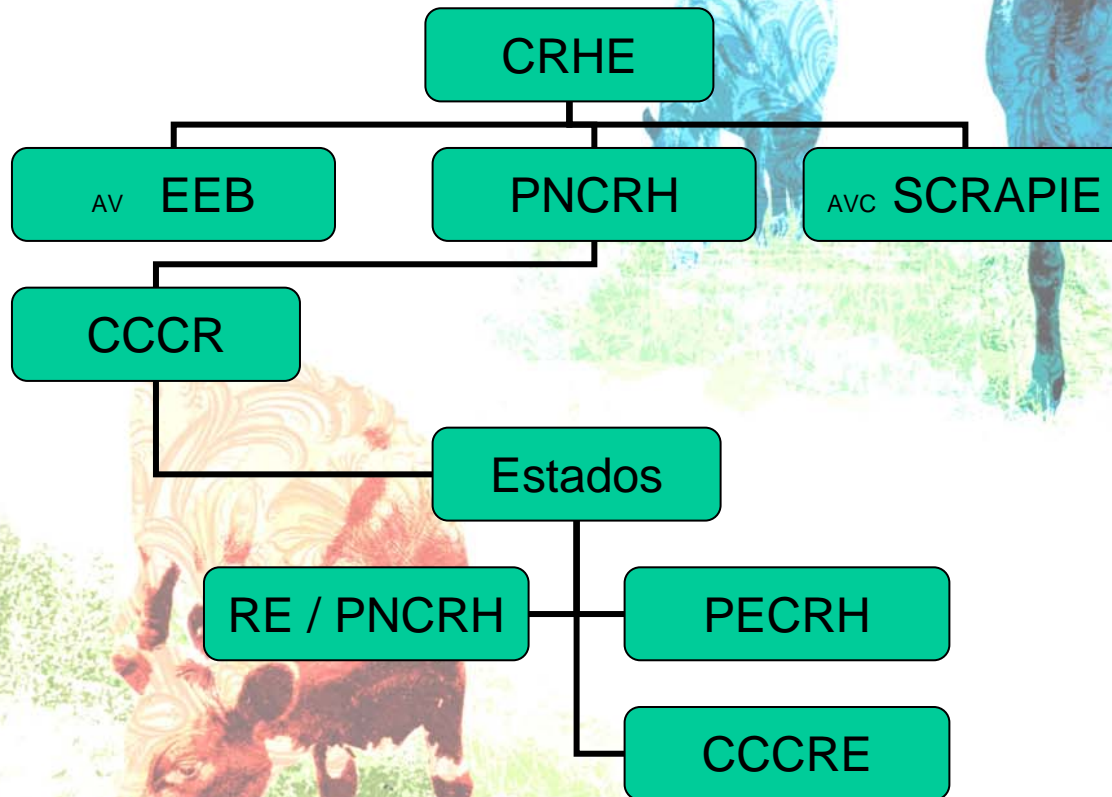 CRHE
AV EEB
PNCRH
AVC SCRAPIE
CCCR
Estados
RE / PNCRH
PECRH
CCCRE